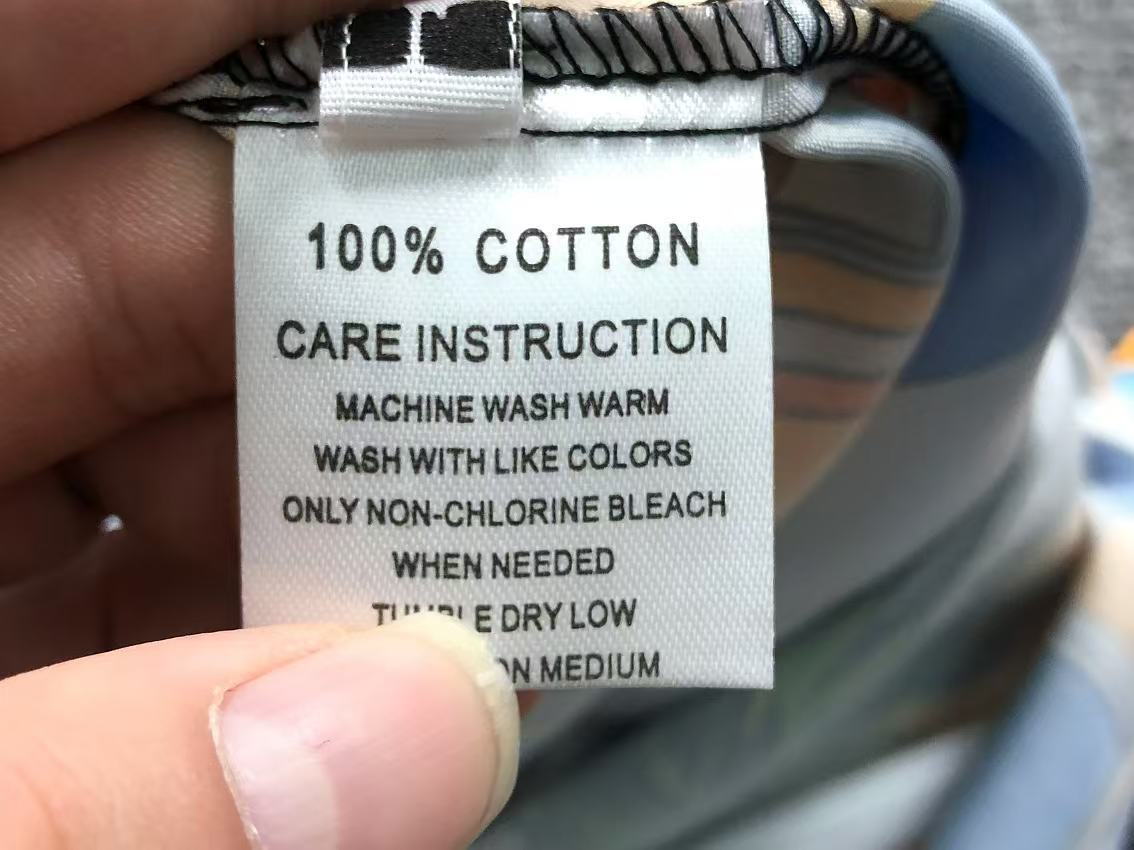 100% COTTON
CARE INSTRUCTION
MACHINE WASH WARM
WASH WITH LIKE COLORS
ONLY NON-CHLORINE BLEACH
WHEN NEEDED
TUMBLE DRY LOW
MEDIUM